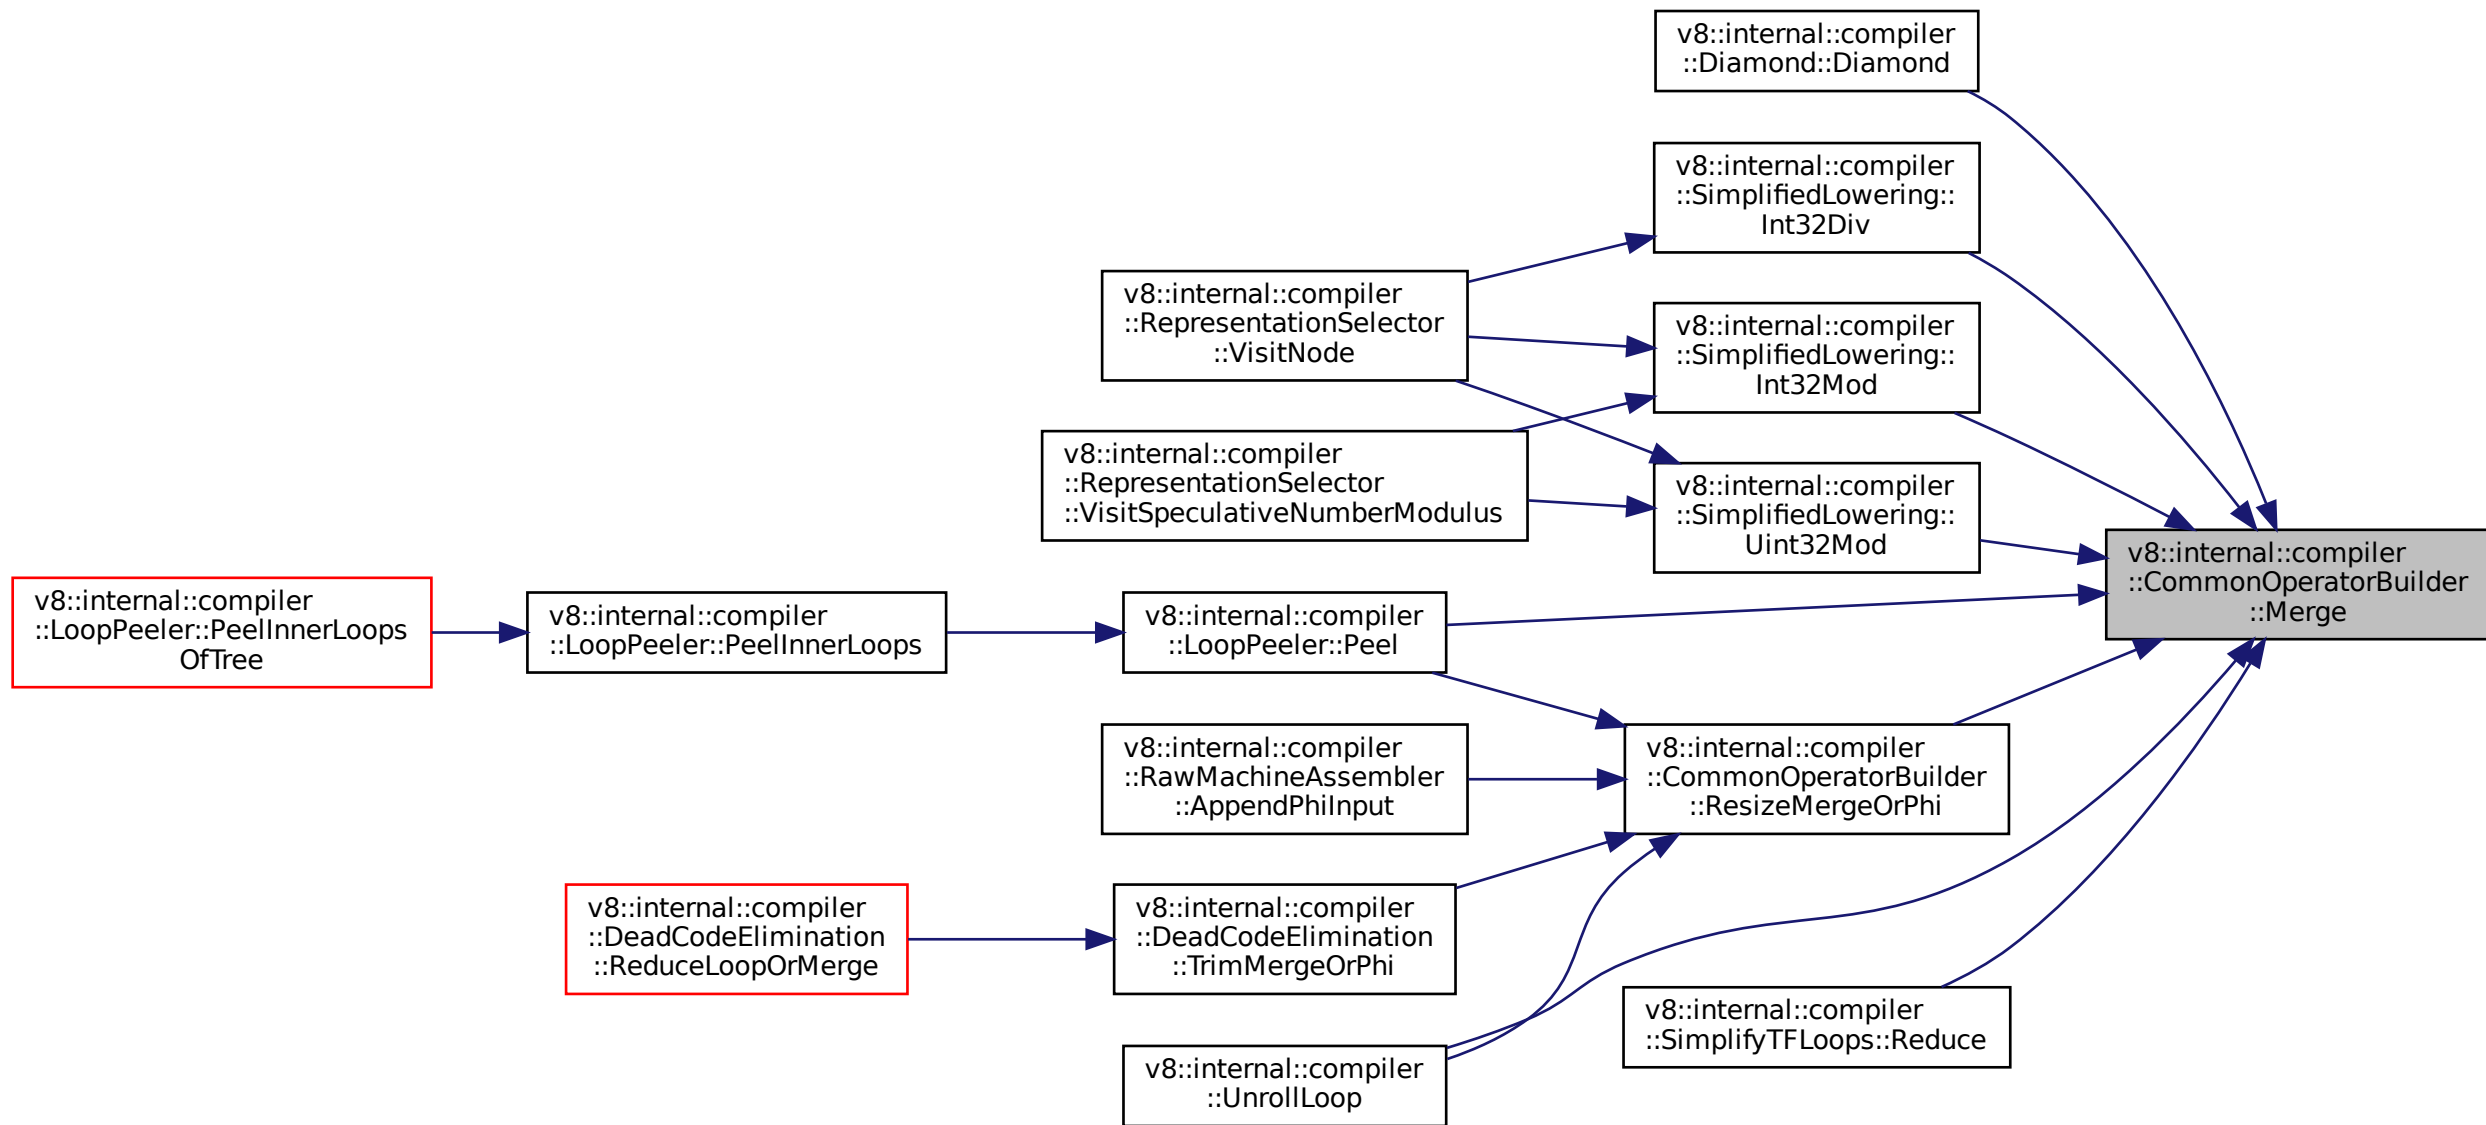 v8::internal::compiler
::Diamond::Diamond
v8::internal::compiler
::SimplifiedLowering::
Int32Div
v8::internal::compiler
::RepresentationSelector
::VisitNode
v8::internal::compiler
::SimplifiedLowering::
Int32Mod
v8::internal::compiler
::RepresentationSelector
::VisitSpeculativeNumberModulus
v8::internal::compiler
::SimplifiedLowering::
Uint32Mod
v8::internal::compiler
::CommonOperatorBuilder
::Merge
v8::internal::compiler
::LoopPeeler::PeelInnerLoops
OfTree
v8::internal::compiler
::LoopPeeler::PeelInnerLoops
v8::internal::compiler
::LoopPeeler::Peel
v8::internal::compiler
::RawMachineAssembler
::AppendPhiInput
v8::internal::compiler
::CommonOperatorBuilder
::ResizeMergeOrPhi
v8::internal::compiler
::DeadCodeElimination
::ReduceLoopOrMerge
v8::internal::compiler
::DeadCodeElimination
::TrimMergeOrPhi
v8::internal::compiler
::SimplifyTFLoops::Reduce
v8::internal::compiler
::UnrollLoop